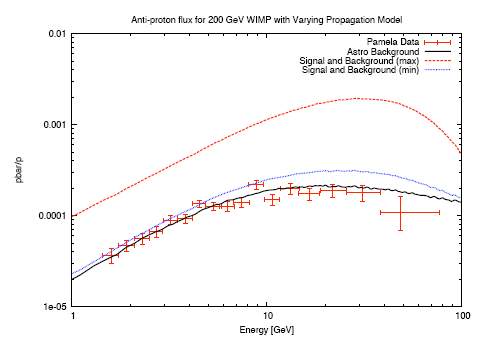 Anti-proton flux for 200 GeV WIMP with Varying Propagation Model
0.01
Pamela Data
Astro Background
Signal and Background (max)
Signal and Background (min)
0.001
pbar/p
0.0001
1e-05
1
10
100
Energy [GeV]